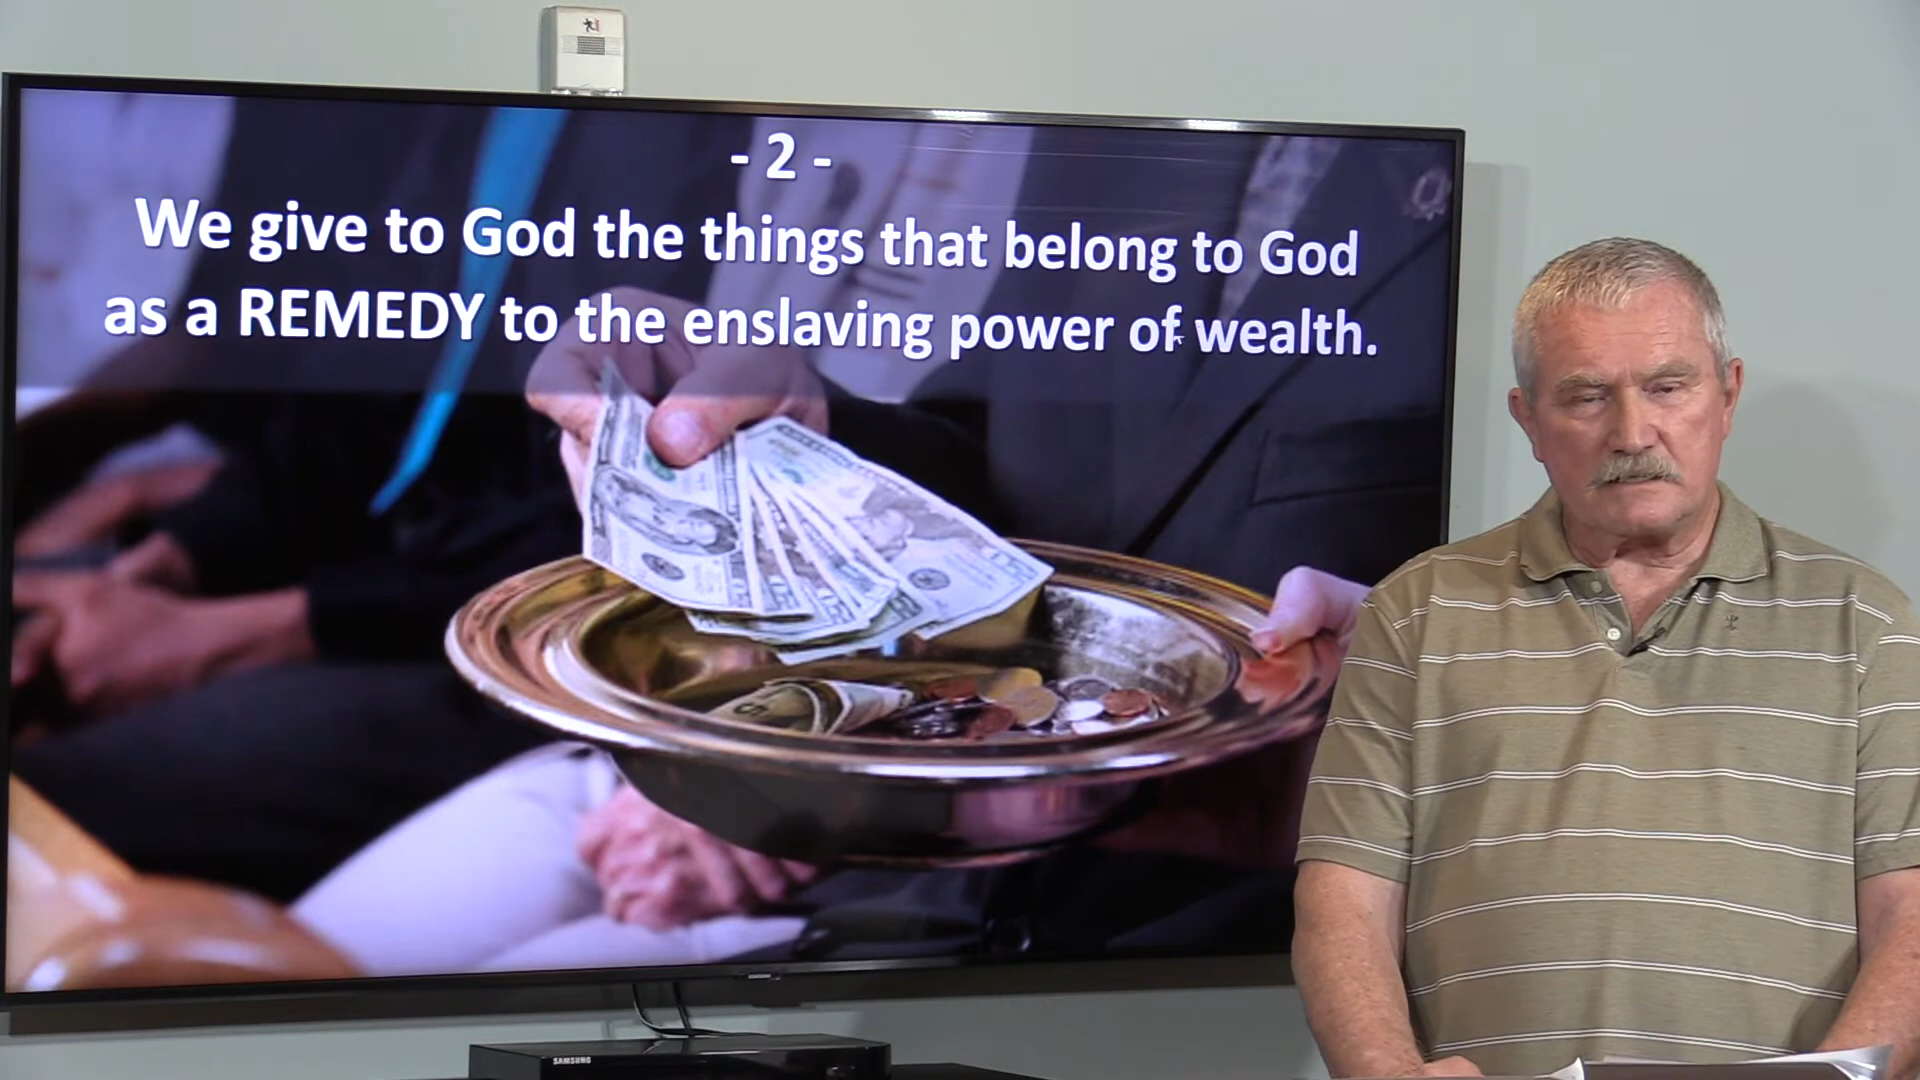 - 2 -
We give to God the things that belong to God
as a REMEDY to the enslaving power of wealth.
SAMSUNG